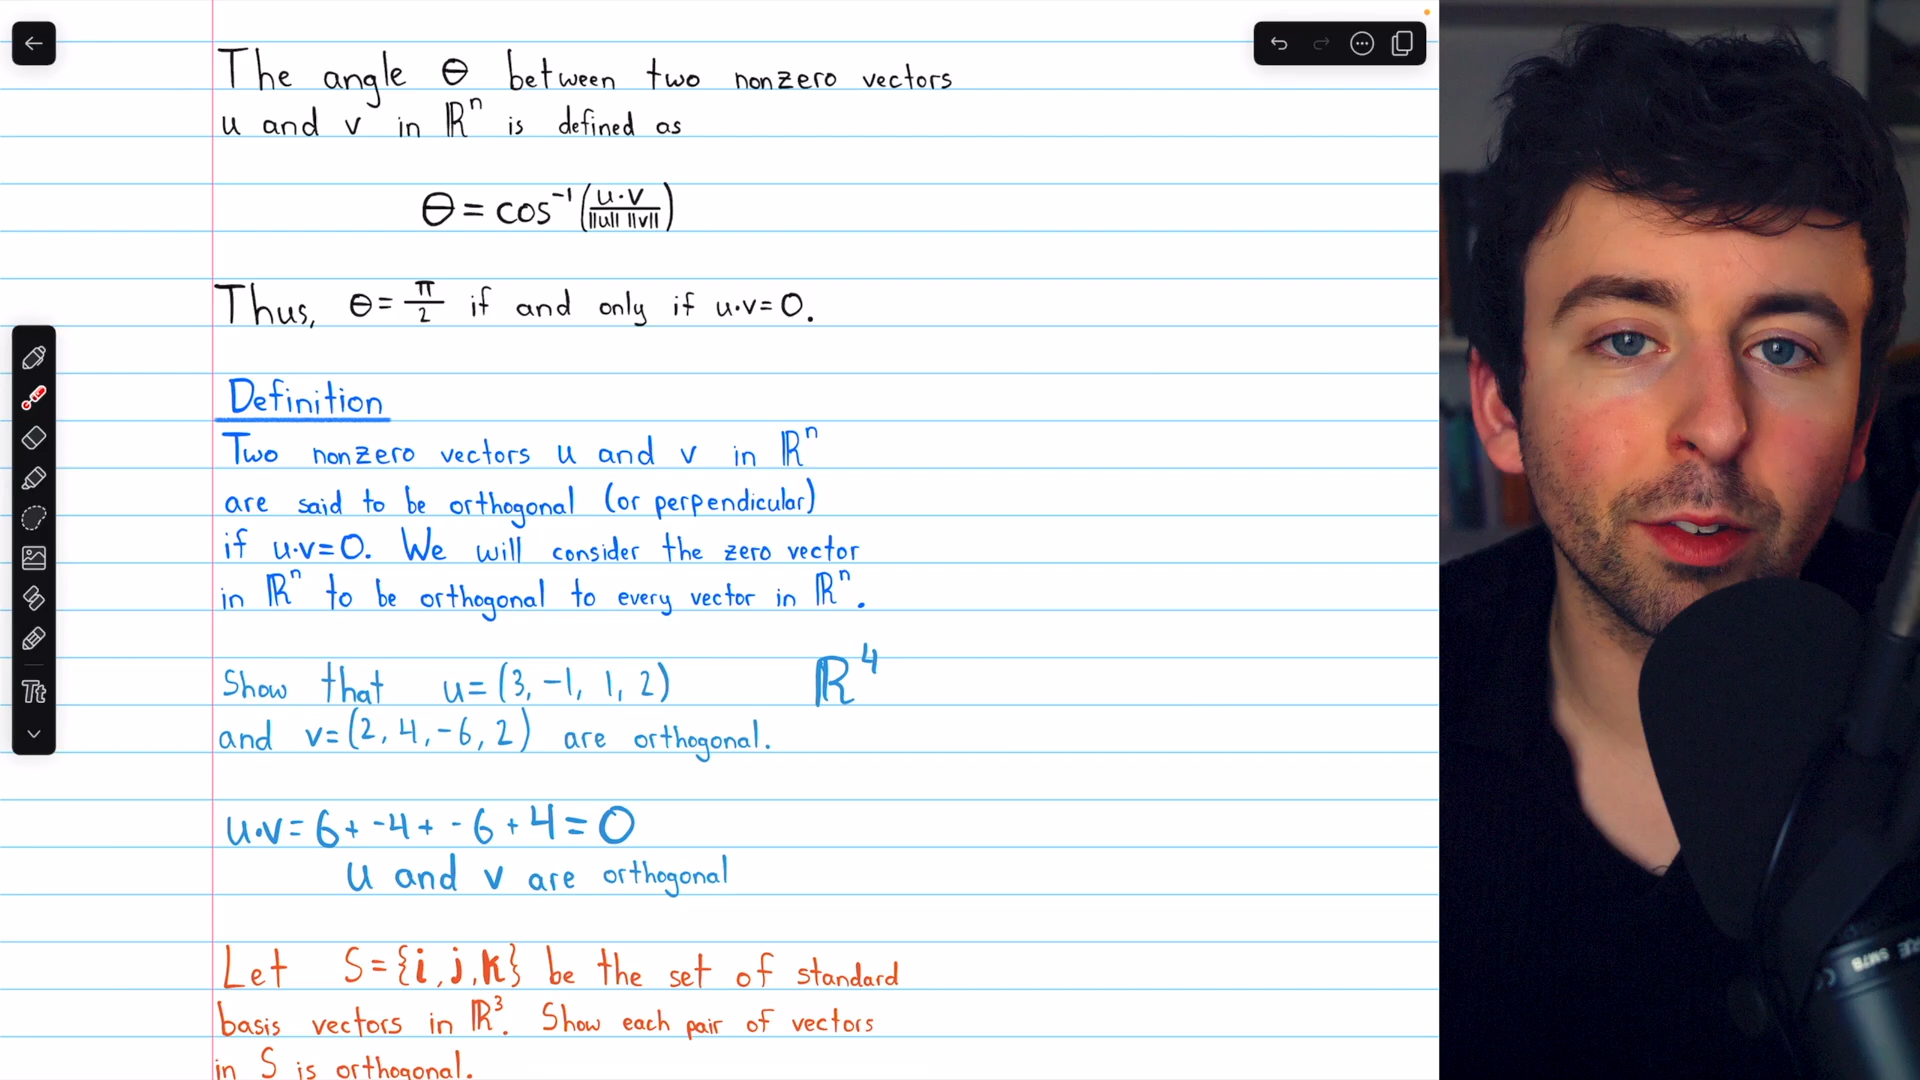 The angle θ between two nonzero vectors
u and v in ℝⁿ is defined as
θ = cos⁻¹(u·v / ||u|| ||v||)
Thus, θ = π/2 if and only if u·v = 0.
Definition
Two nonzero vectors u and v in ℝⁿ
are said to be orthogonal (or perpendicular)
if u·v = 0. We will consider the zero vector
in ℝⁿ to be orthogonal to every vector in ℝⁿ.
Show that u = (3, -1, 1, 2) ℝ⁴
and v = (2, 4, -6, 2) are orthogonal.
u·v = 6 + -4 + -6 + 4 = 0
u and v are orthogonal
Let S = {i, j, k} be the set of standard
basis vectors in ℝ³. Show each pair of vectors
in S is orthogonal.
Tt
SM7B